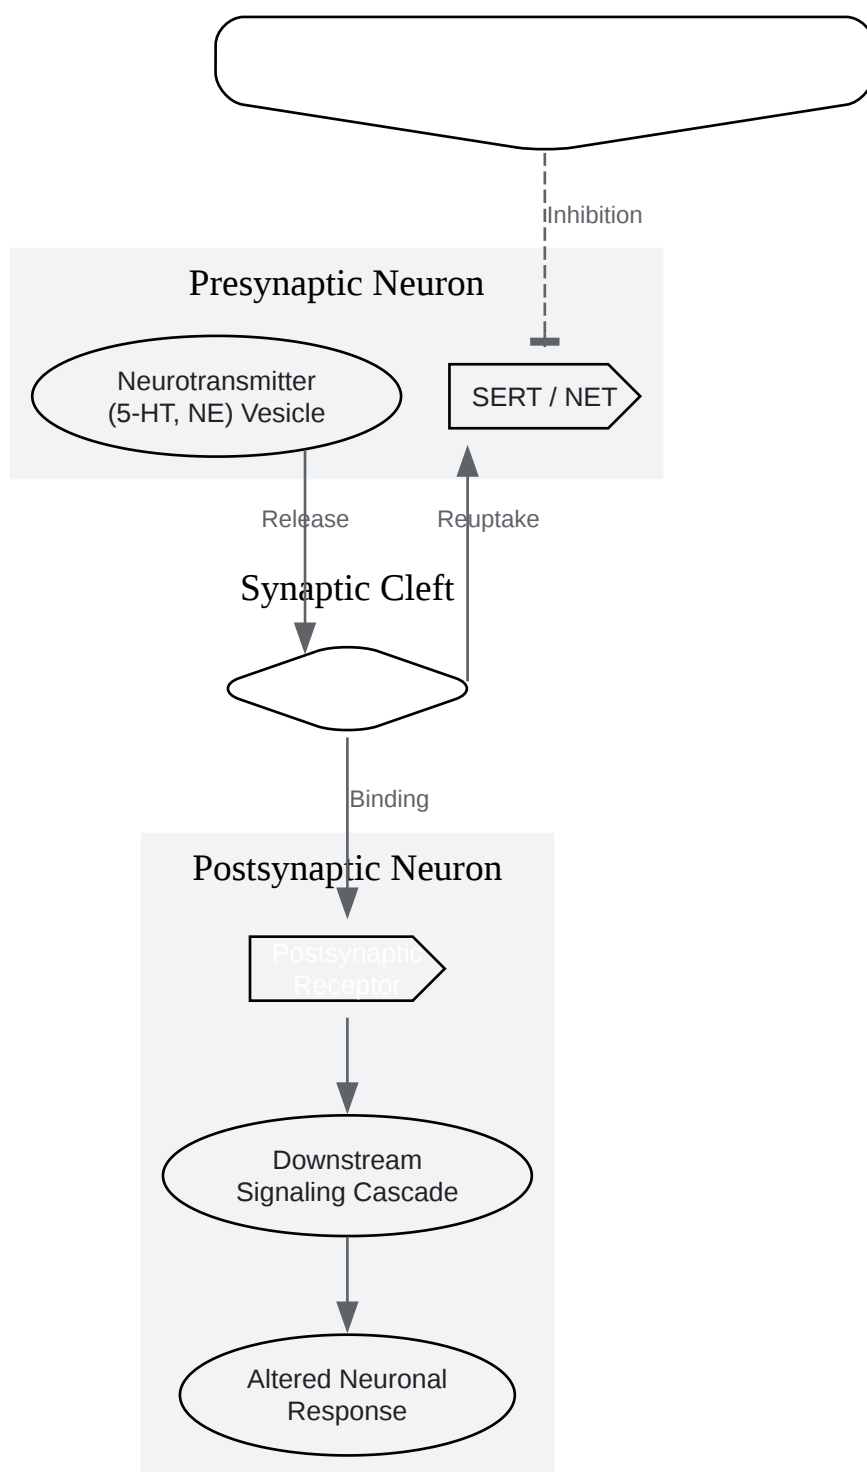 Inhibition
Presynaptic Neuron
Neurotransmitter
(5-HT, NE) Vesicle
SERT / NET
Release
Reuptake
Synaptic Cleft
Binding
Postsynaptic Neuron
Postsynaptic
Receptor
Downstream
Signaling Cascade
Altered Neuronal
Response